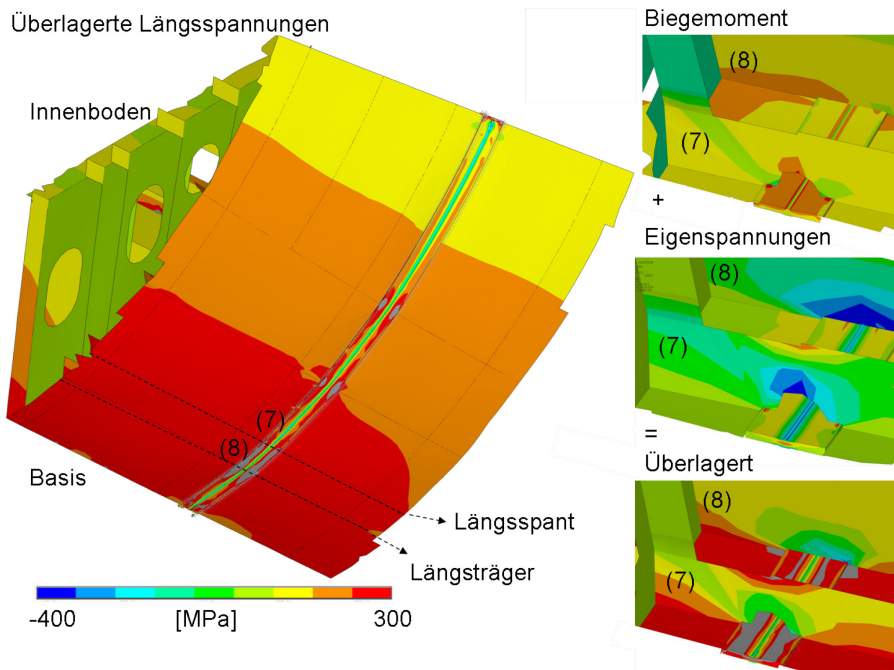 Überlagerte Längsspannungen
Innenboden
(7)
(8)
Basis
Längsspant
Längsträger
-400 [MPa] 300
Biegemoment
(8)
(7)
+
Eigenspannungen
(8)
(7)
=
Überlagert
(8)
(7)